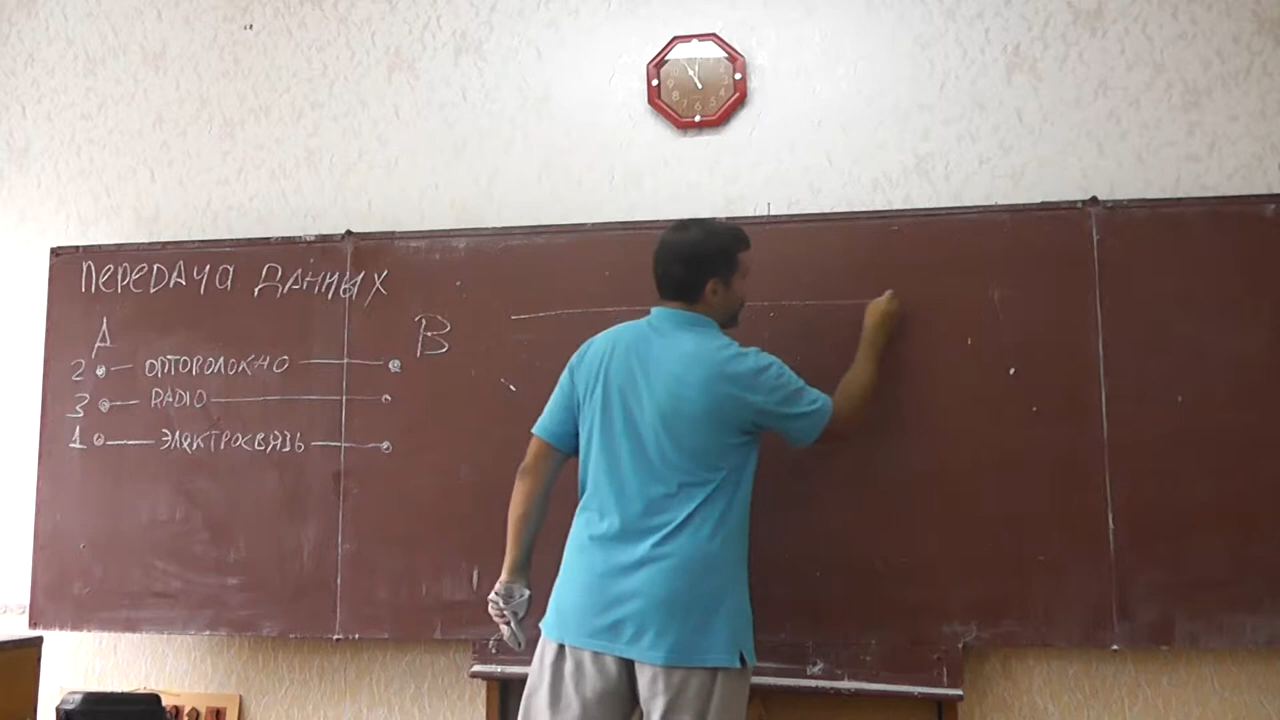 ПЕРЕДАЧА ДАННЫХ
A B
2 ОПТОВОЛОКНО
3 RADIO
1 ЭЛЕКТРОСВЯЗЬ